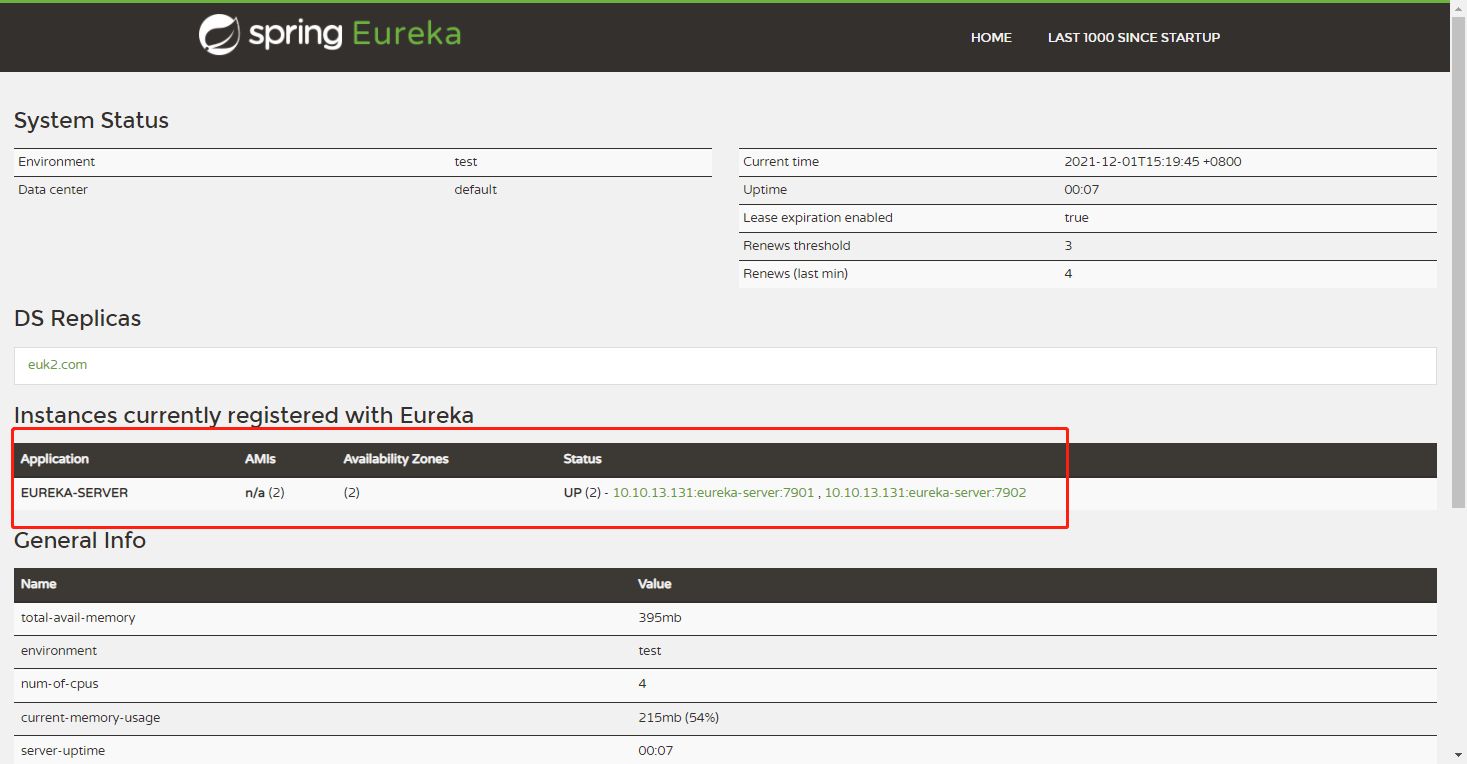 spring Eureka
HOME LAST 1000 SINCE STARTUP
System Status
Environment test
Data center default
Current time 2021-12-01T15:19:45 +0800
Uptime 00:07
Lease expiration enabled true
Renews threshold 3
Renews (last min) 4
DS Replicas
euk2.com
Instances currently registered with Eureka
Application AMIs Availability Zones Status
EUREKA-SERVER n/a (2) (2) UP (2) - 10.10.13.131:eureka-server:7901 , 10.10.13.131:eureka-server:7902
General Info
Name Value
total-avail-memory 395mb
environment test
num-of-cpus 4
current-memory-usage 215mb (54%)
server-uptime 00:07